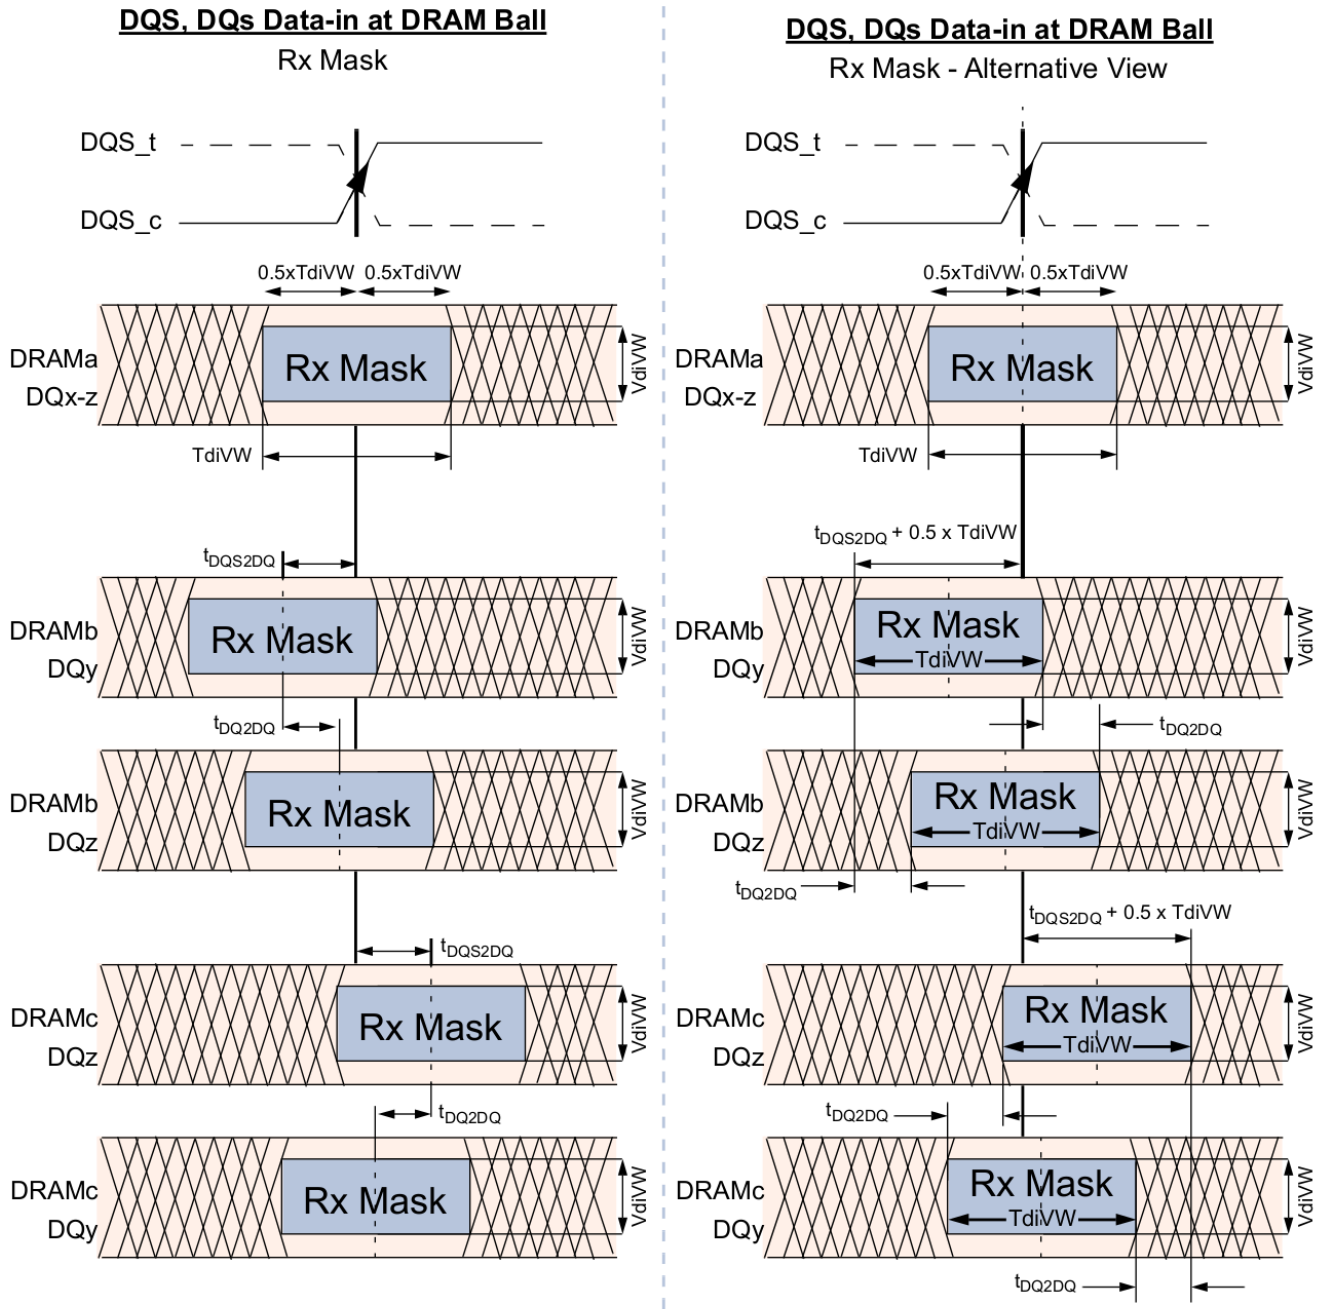 DQS, DQs Data-in at DRAM Ball
Rx Mask
DQS_t
DQS_c
0.5xTdiVW 0.5xTdiVW
DRAMa
DQx-z
Rx Mask
VdiVW
TdiVW
tDQS2DQ
DRAMb
DQy
Rx Mask
VdiVW
tDQ2DQ
DRAMb
DQz
Rx Mask
VdiVW
tDQS2DQ
DRAMc
DQz
Rx Mask
VdiVW
tDQ2DQ
DRAMc
DQy
Rx Mask
VdiVW
DQS, DQs Data-in at DRAM Ball
Rx Mask - Alternative View
DQS_t
DQS_c
0.5xTdiVW 0.5xTdiVW
DRAMa
DQx-z
Rx Mask
VdiVW
TdiVW
tDQS2DQ + 0.5 x TdiVW
DRAMb
DQy
Rx Mask
TdiVW
VdiVW
tDQ2DQ
DRAMb
DQz
Rx Mask
TdiVW
VdiVW
tDQ2DQ
tDQS2DQ + 0.5 x TdiVW
DRAMc
DQz
Rx Mask
TdiVW
VdiVW
tDQ2DQ
DRAMc
DQy
Rx Mask
TdiVW
VdiVW
tDQ2DQ